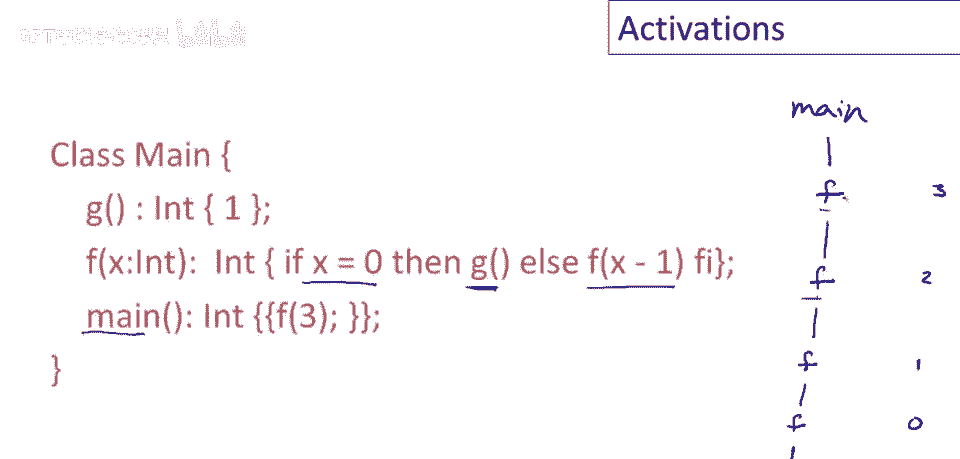 Activations
Class Main {
g() : Int { 1 };
f(x:Int): Int { if x = 0 then g() else f(x - 1) fi};
main(): Int {{f(3); }};
}
main
f 3
f 2
f 1
f 0